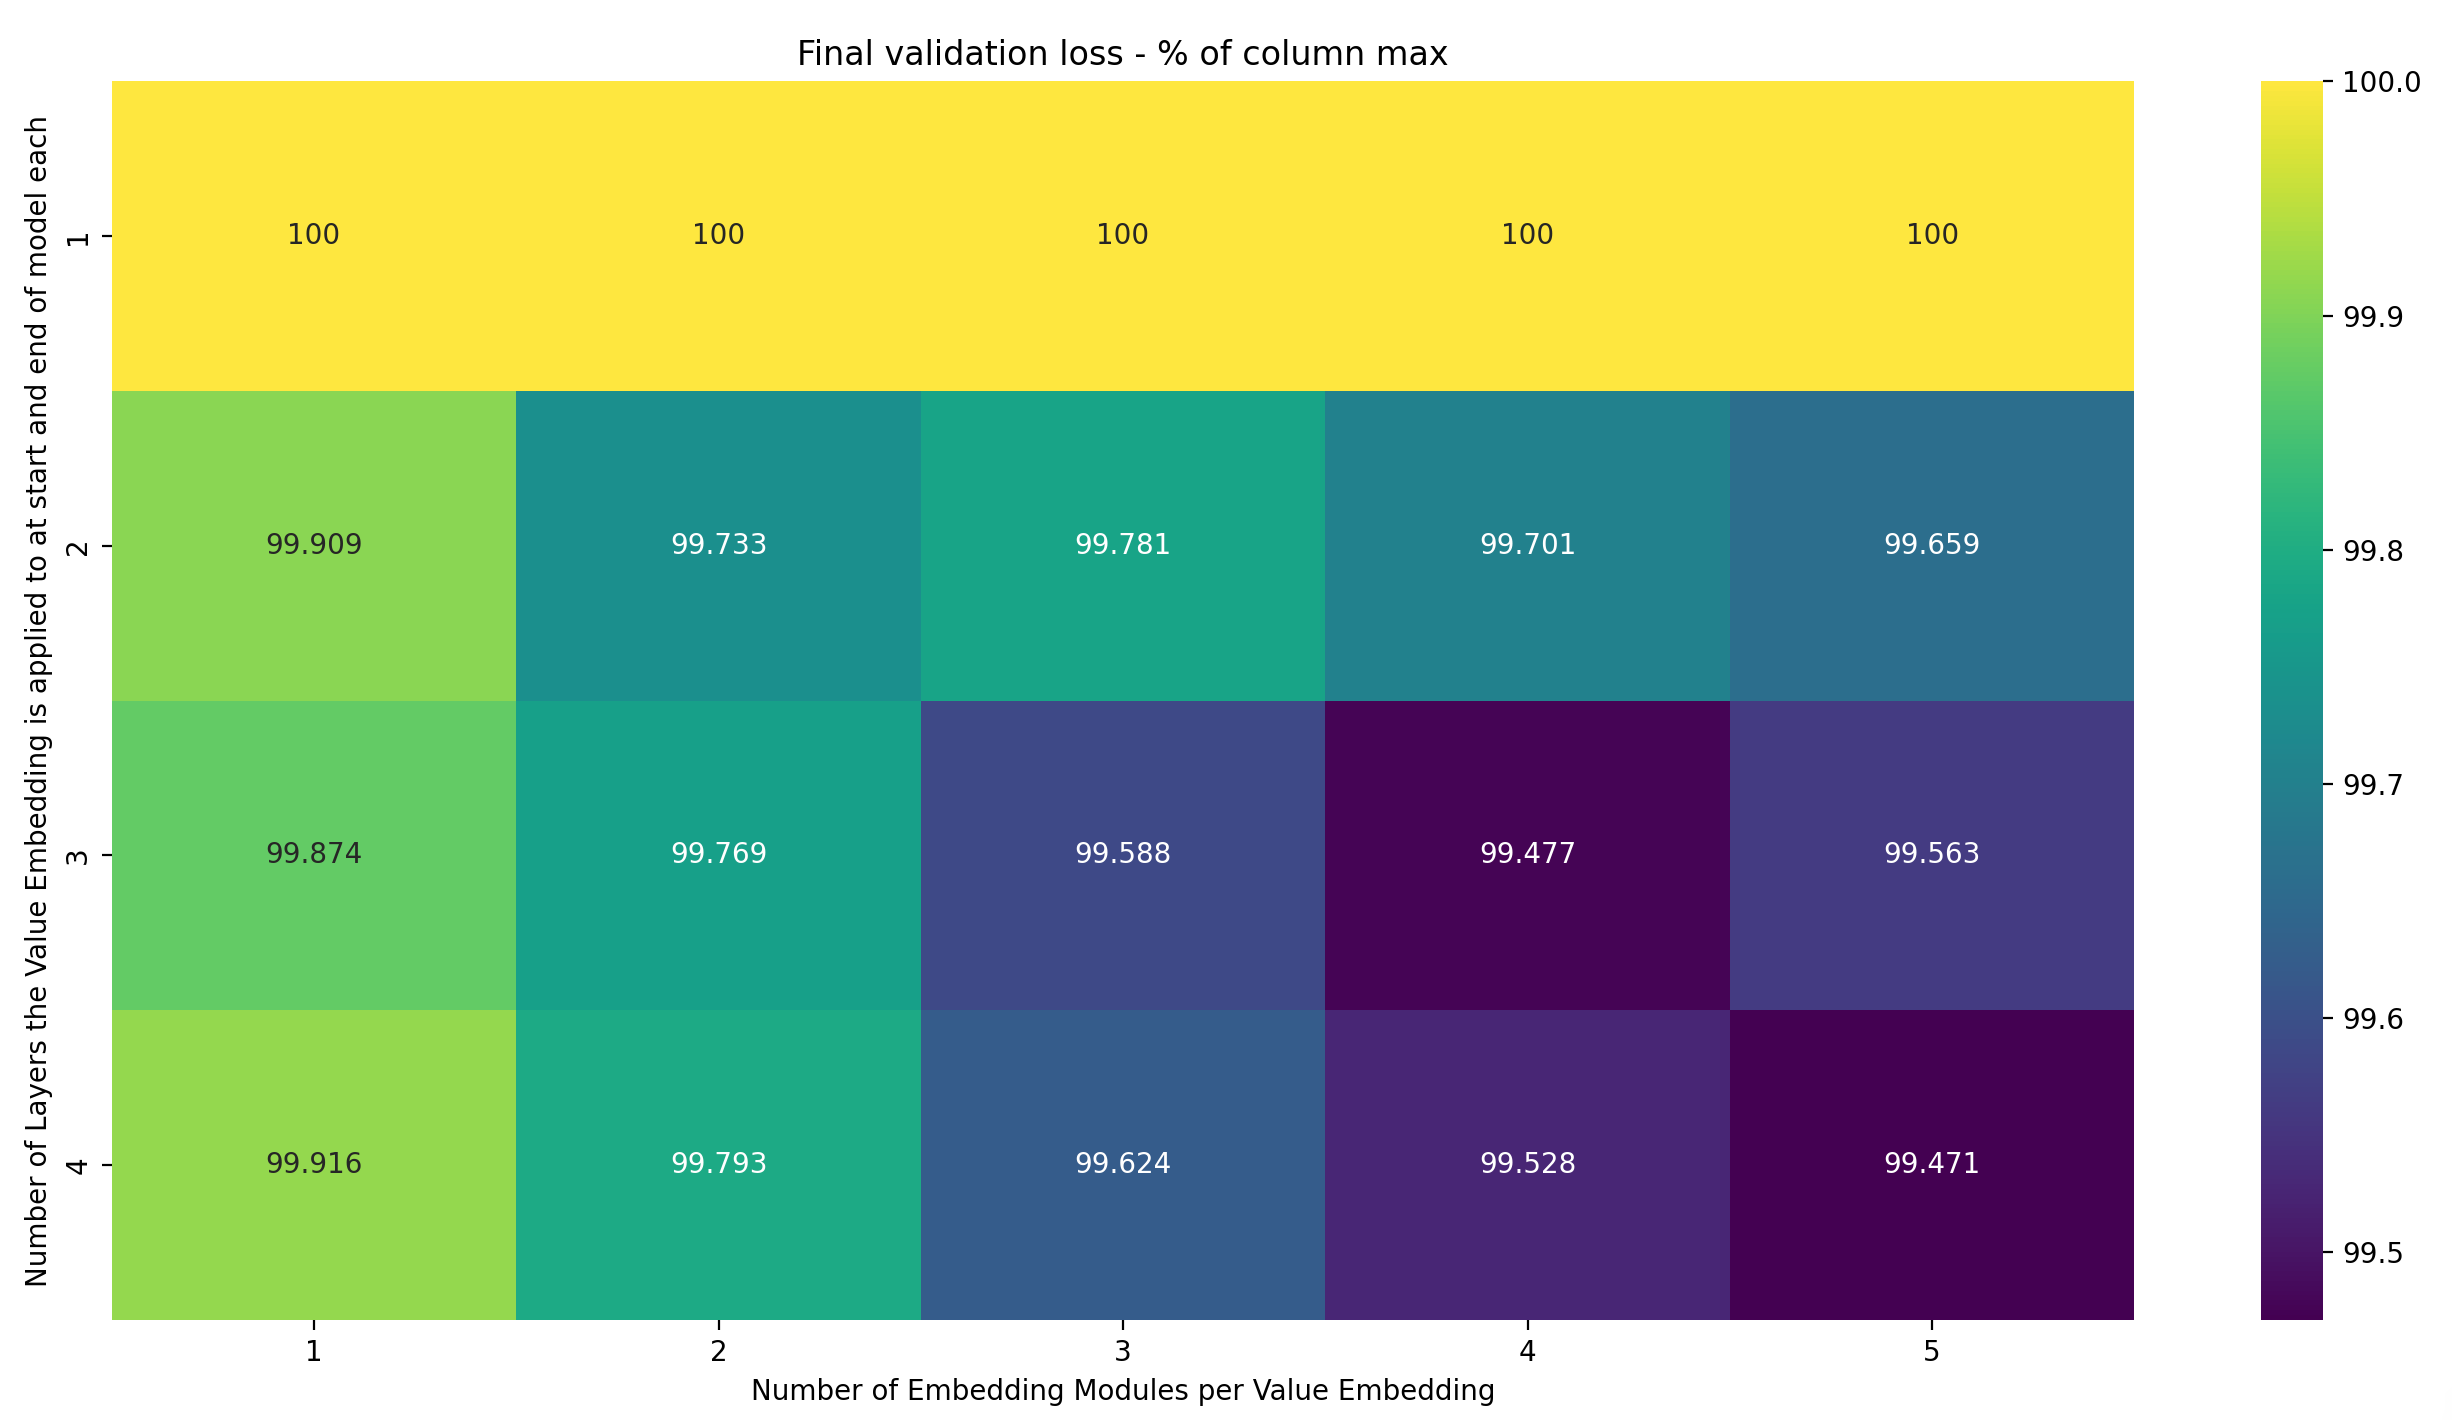 Final validation loss - % of column max
Number of Layers the Value Embedding is applied to at start and end of model each
1 100 100 100 100 100
2 99.909 99.733 99.781 99.701 99.659
3 99.874 99.769 99.588 99.477 99.563
4 99.916 99.793 99.624 99.528 99.471
1 2 3 4 5
Number of Embedding Modules per Value Embedding
100.0
99.9
99.8
99.7
99.6
99.5